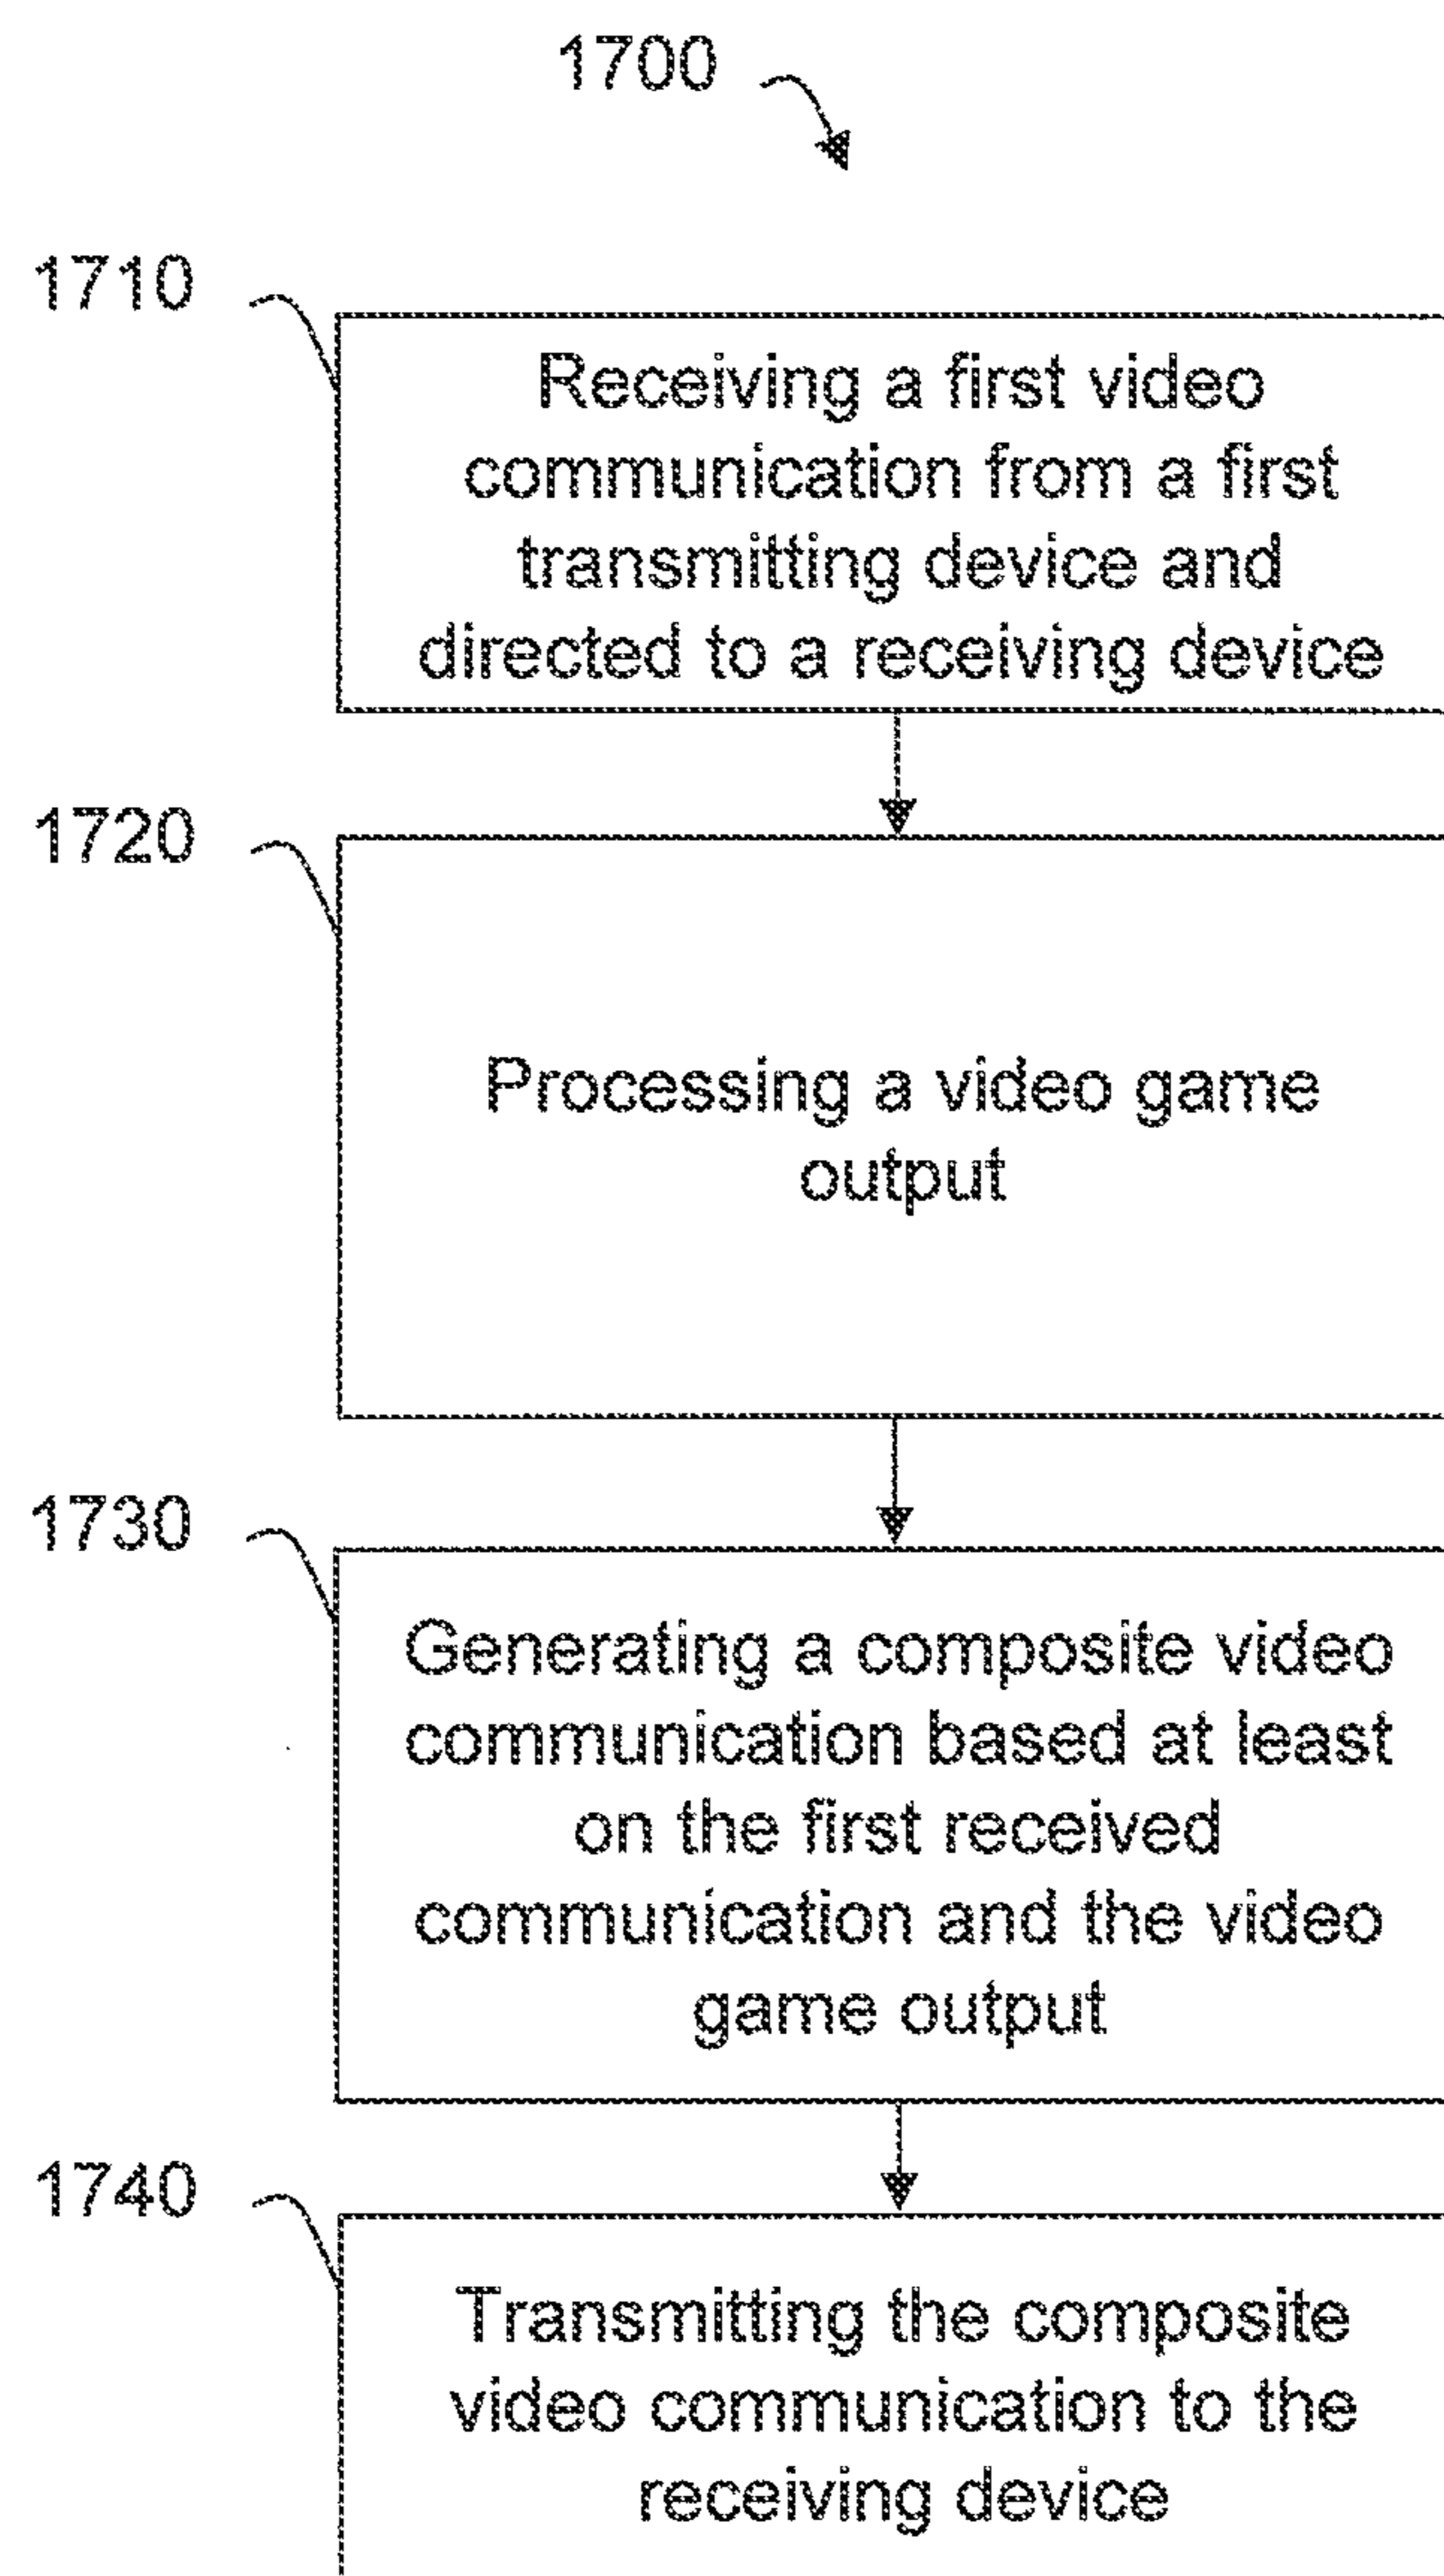 1700
1710
Receiving a first video
communication from a first
transmitting device and
directed to a receiving device
1720
Processing a video game
output
1730
Generating a composite video
communication based at least
on the first received
communication and the video
game output
1740
Transmitting the composite
video communication to the
receiving device